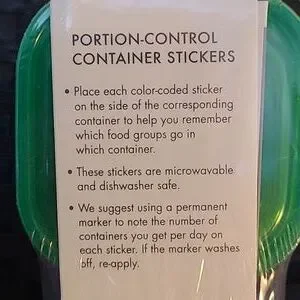 PORTION-CONTROL
CONTAINER STICKERS
• Place each color-coded sticker
on the side of the corresponding
container to help you remember
which food groups go in
which container.
• These stickers are microwavable
and dishwasher safe.
• We suggest using a permanent
marker to note the number of
containers you get per day on
each sticker. If the marker washes
off, re-apply.